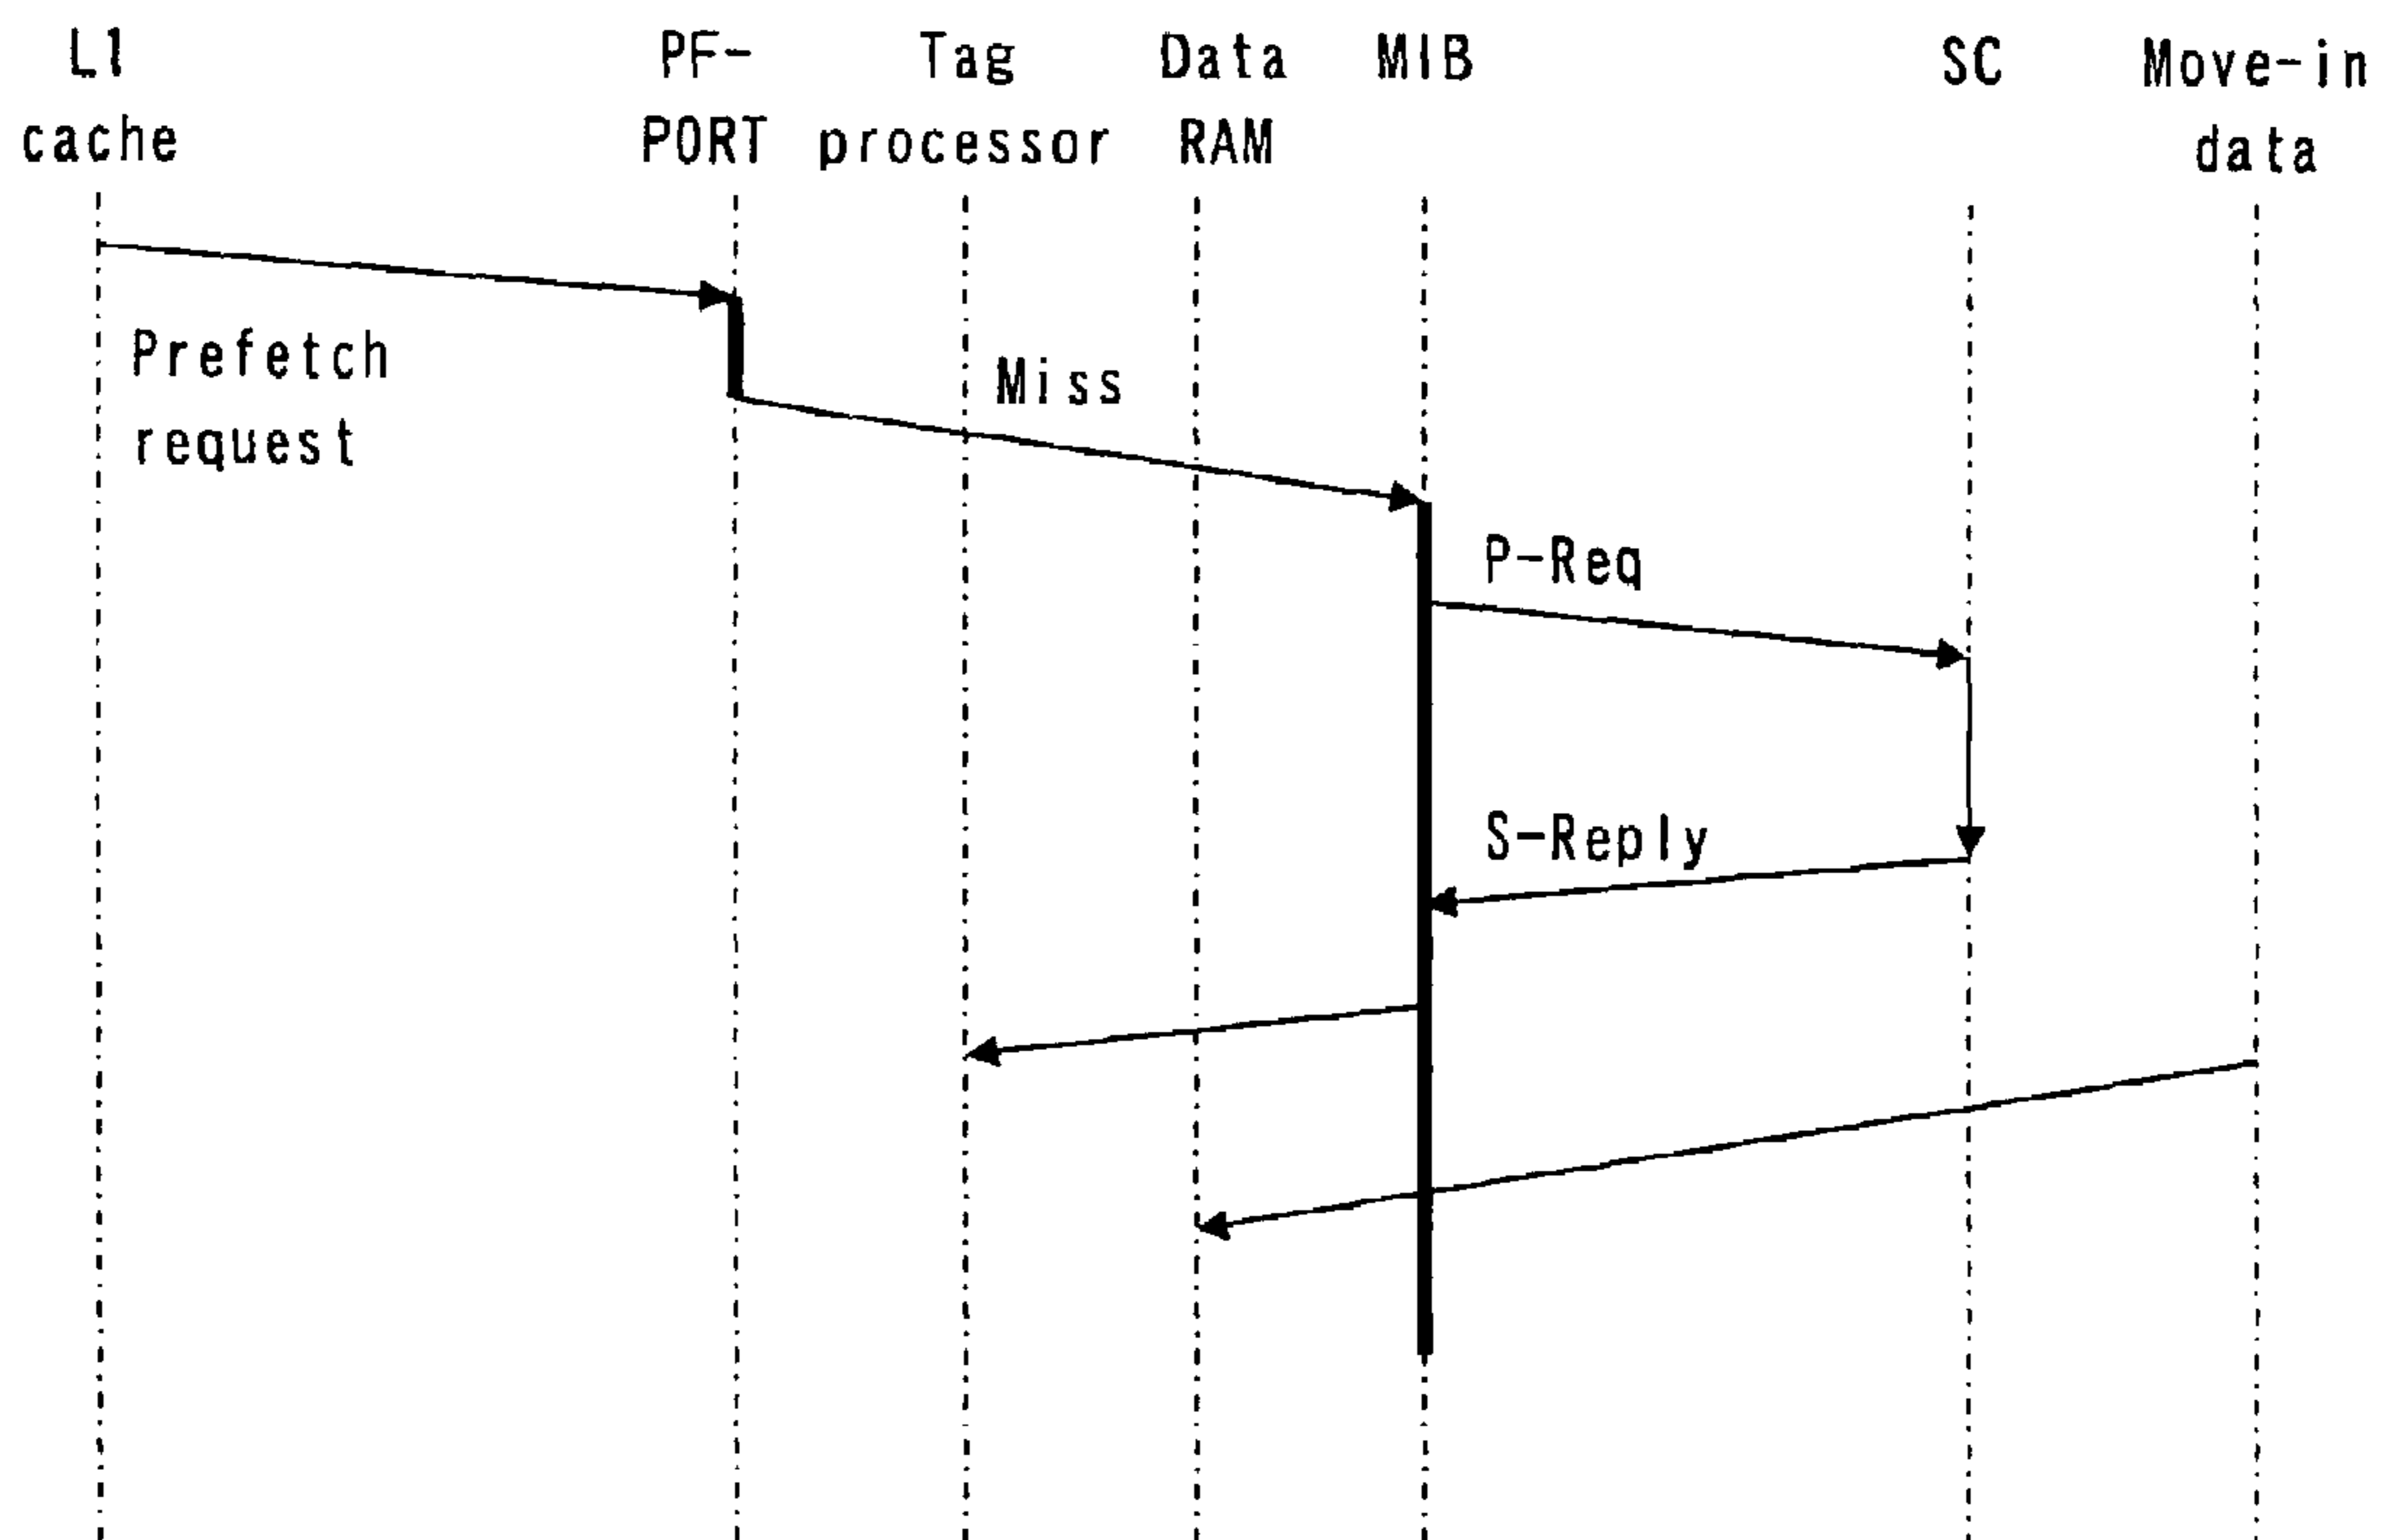 L1 cache
PF-PORT
Tag processor
Data RAM
MIB
SC
Move-in data
Prefetch
request
Miss
P-Req
S-Reply